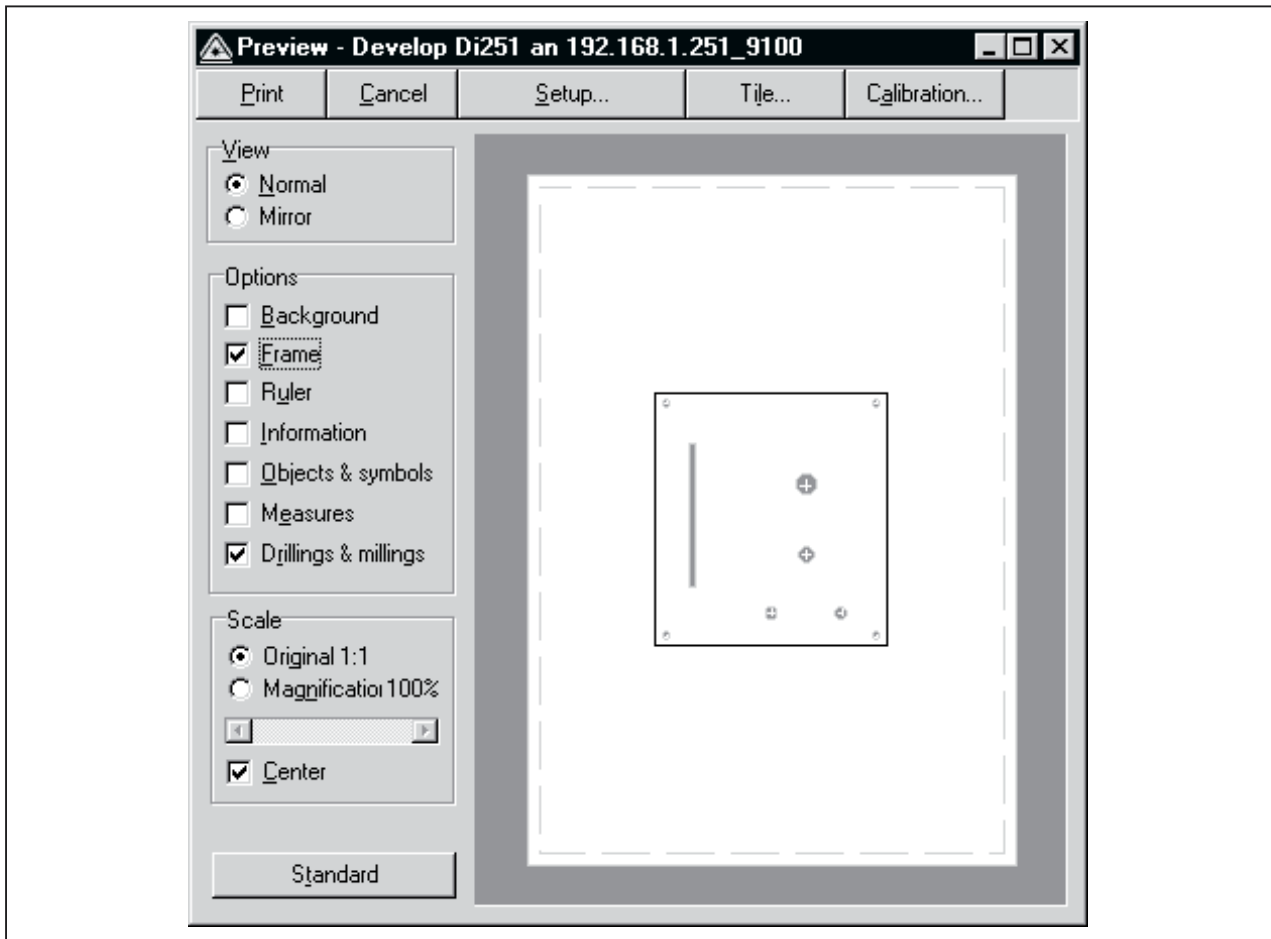 Preview - Develop Di251 an 192.168.1.251_9100
Print Cancel Setup... Tile... Calibration...
View
Normal
Mirror
Options
Background
Frame
Ruler
Information
Objects & symbols
Measures
Drillings & millings
Scale
Original 1:1
Magnification 100%
Center
Standard